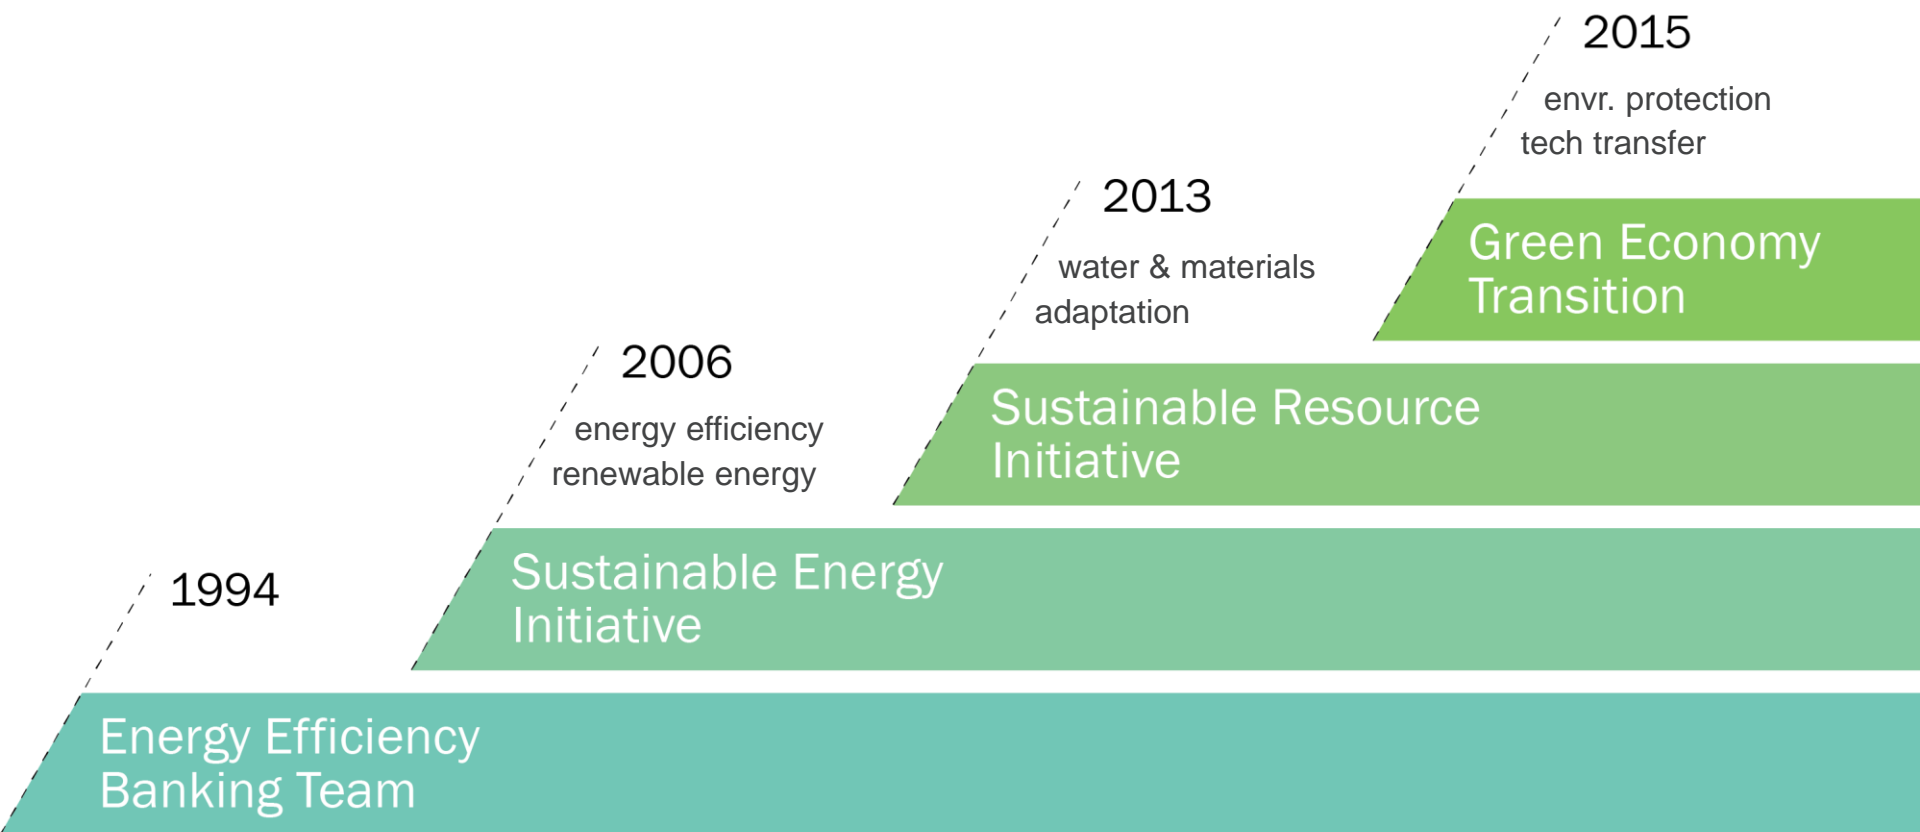 1994
Energy Efficiency
Banking Team
2006
energy efficiency
renewable energy
Sustainable Energy
Initiative
2013
water & materials
adaptation
Sustainable Resource
Initiative
2015
envr. protection
tech transfer
Green Economy
Transition